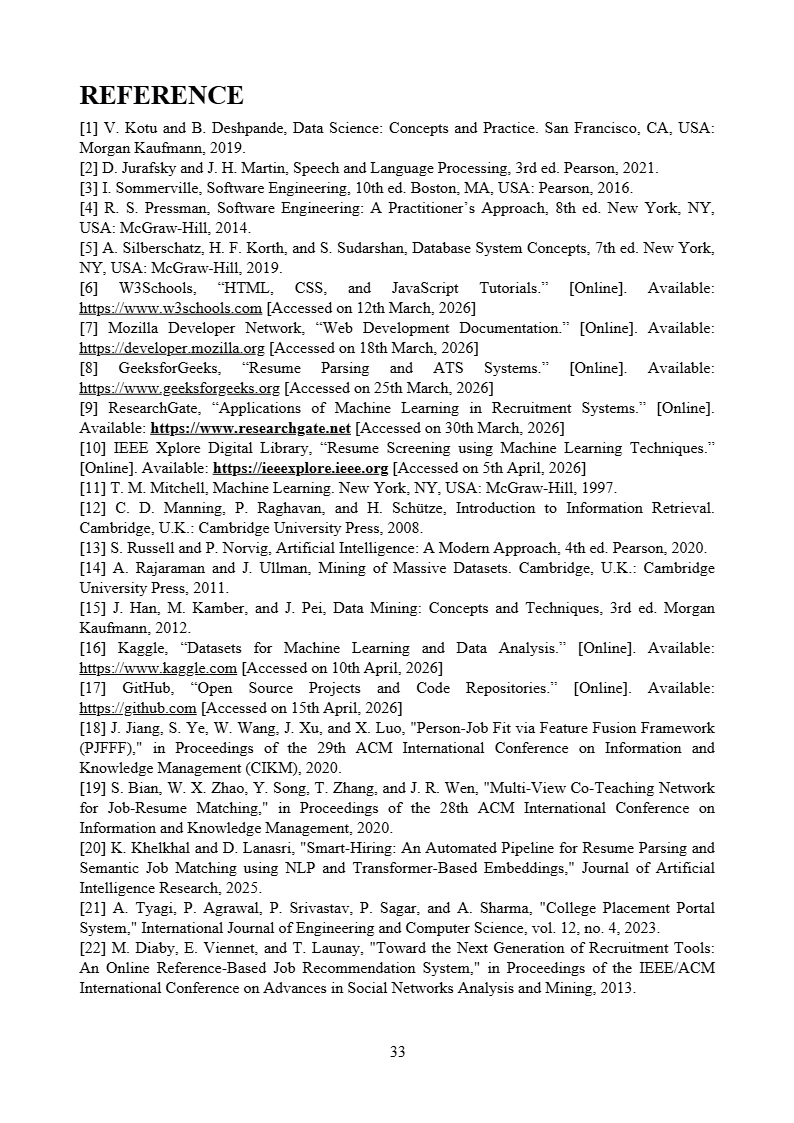 REFERENCE
[1] V. Kotu and B. Deshpande, Data Science: Concepts and Practice. San Francisco, CA, USA:
Morgan Kaufmann, 2019.
[2] D. Jurafsky and J. H. Martin, Speech and Language Processing, 3rd ed. Pearson, 2021.
[3] I. Sommerville, Software Engineering, 10th ed. Boston, MA, USA: Pearson, 2016.
[4] R. S. Pressman, Software Engineering: A Practitioner’s Approach, 8th ed. New York, NY,
USA: McGraw-Hill, 2014.
[5] A. Silberschatz, H. F. Korth, and S. Sudarshan, Database System Concepts, 7th ed. New York,
NY, USA: McGraw-Hill, 2019.
[6] W3Schools, “HTML, CSS, and JavaScript Tutorials.” [Online]. Available:
https://www.w3schools.com [Accessed on 12th March, 2026]
[7] Mozilla Developer Network, “Web Development Documentation.” [Online]. Available:
https://developer.mozilla.org [Accessed on 18th March, 2026]
[8] GeeksforGeeks, “Resume Parsing and ATS Systems.” [Online]. Available:
https://www.geeksforgeeks.org [Accessed on 25th March, 2026]
[9] ResearchGate, “Applications of Machine Learning in Recruitment Systems.” [Online].
Available: https://www.researchgate.net [Accessed on 30th March, 2026]
[10] IEEE Xplore Digital Library, “Resume Screening using Machine Learning Techniques.”
[Online]. Available: https://ieeexplore.ieee.org [Accessed on 5th April, 2026]
[11] T. M. Mitchell, Machine Learning. New York, NY, USA: McGraw-Hill, 1997.
[12] C. D. Manning, P. Raghavan, and H. Schütze, Introduction to Information Retrieval.
Cambridge, U.K.: Cambridge University Press, 2008.
[13] S. Russell and P. Norvig, Artificial Intelligence: A Modern Approach, 4th ed. Pearson, 2020.
[14] A. Rajaraman and J. Ullman, Mining of Massive Datasets. Cambridge, U.K.: Cambridge
University Press, 2011.
[15] J. Han, M. Kamber, and J. Pei, Data Mining: Concepts and Techniques, 3rd ed. Morgan
Kaufmann, 2012.
[16] Kaggle, “Datasets for Machine Learning and Data Analysis.” [Online]. Available:
https://www.kaggle.com [Accessed on 10th April, 2026]
[17] GitHub, “Open Source Projects and Code Repositories.” [Online]. Available:
https://github.com [Accessed on 15th April, 2026]
[18] J. Jiang, S. Ye, W. Wang, J. Xu, and X. Luo, "Person-Job Fit via Feature Fusion Framework
(PJFFF)," in Proceedings of the 29th ACM International Conference on Information and
Knowledge Management (CIKM), 2020.
[19] S. Bian, W. X. Zhao, Y. Song, T. Zhang, and J. R. Wen, "Multi-View Co-Teaching Network
for Job-Resume Matching," in Proceedings of the 28th ACM International Conference on
Information and Knowledge Management, 2020.
[20] K. Khelkhal and D. Lanasri, "Smart-Hiring: An Automated Pipeline for Resume Parsing and
Semantic Job Matching using NLP and Transformer-Based Embeddings," Journal of Artificial
Intelligence Research, 2025.
[21] A. Tyagi, P. Agrawal, P. Srivastav, P. Sagar, and A. Sharma, "College Placement Portal
System," International Journal of Engineering and Computer Science, vol. 12, no. 4, 2023.
[22] M. Diaby, E. Viennet, and T. Launay, "Toward the Next Generation of Recruitment Tools:
An Online Reference-Based Job Recommendation System," in Proceedings of the IEEE/ACM
International Conference on Advances in Social Networks Analysis and Mining, 2013.
33